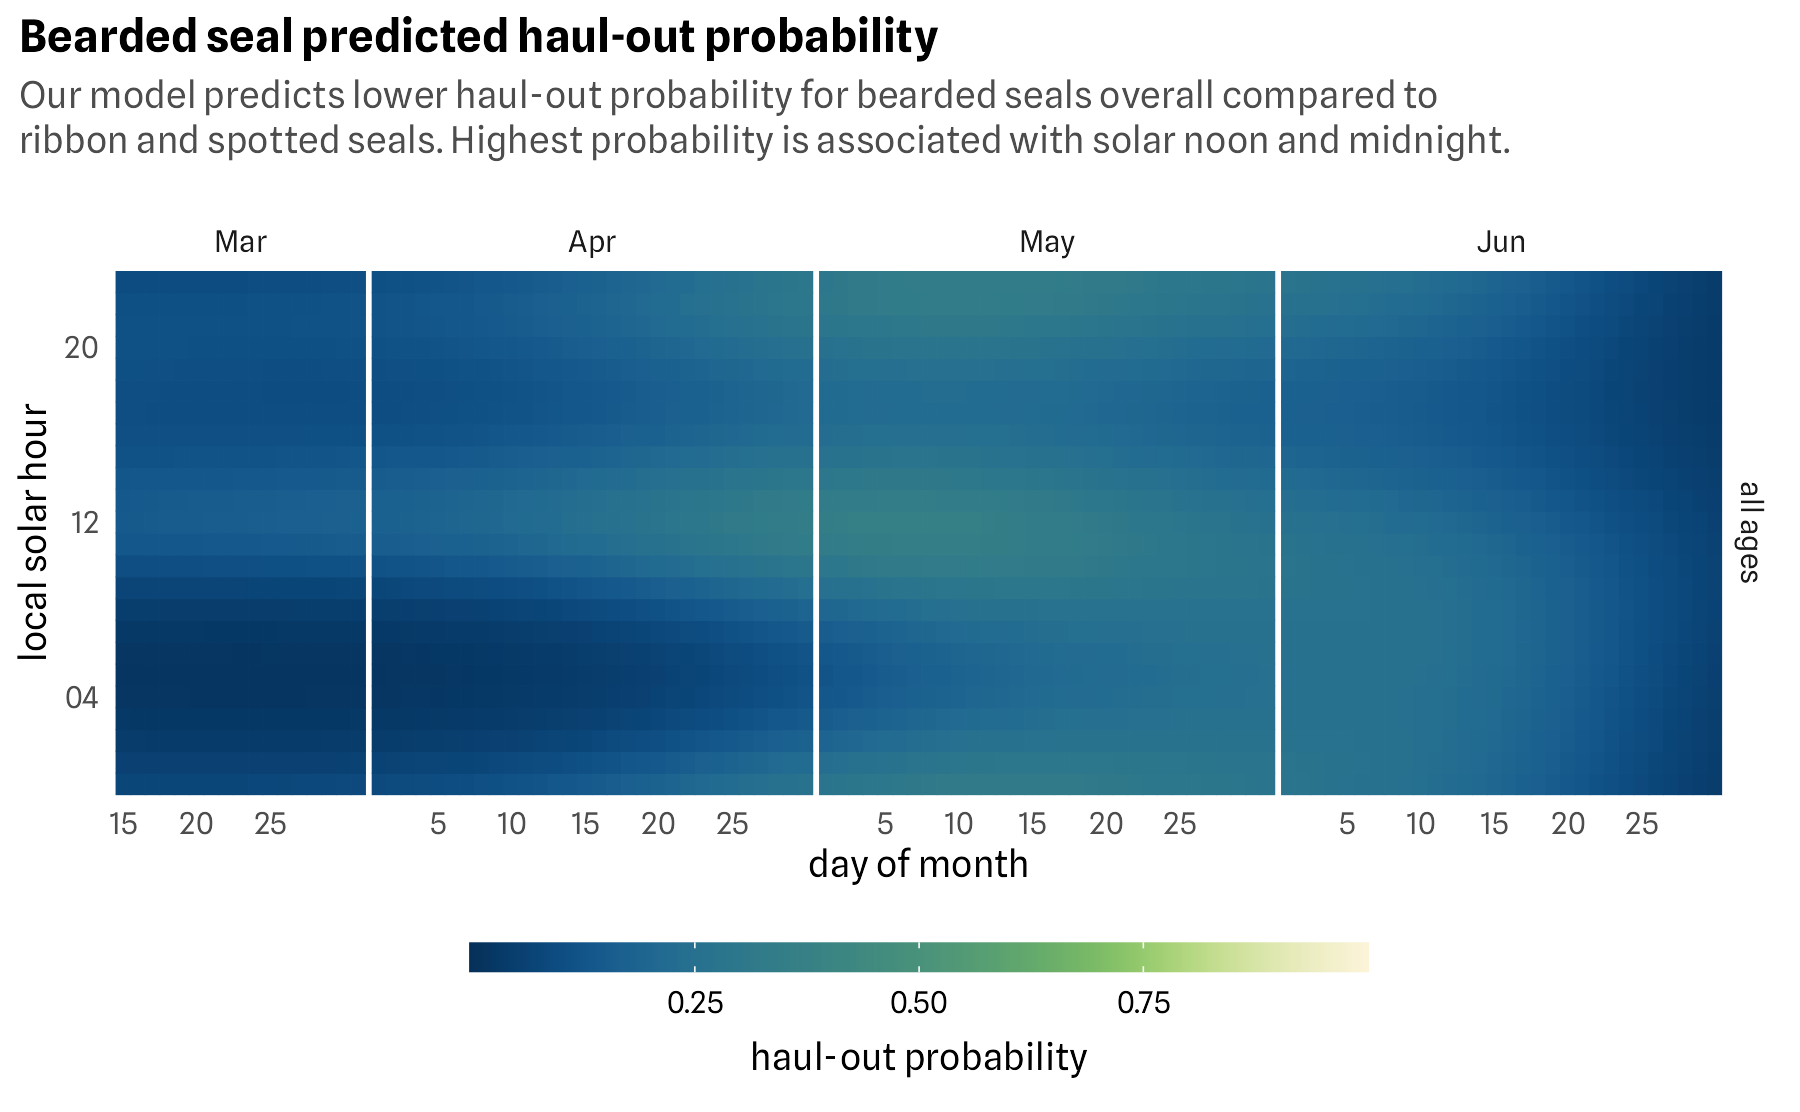 Bearded seal predicted haul-out probability
Our model predicts lower haul-out probability for bearded seals overall compared to
ribbon and spotted seals. Highest probability is associated with solar noon and midnight.
Mar Apr May Jun
local solar hour
20
12
04
all ages
15 20 25 5 10 15 20 25 5 10 15 20 25 5 10 15 20 25
day of month
0.25 0.50 0.75
haul-out probability